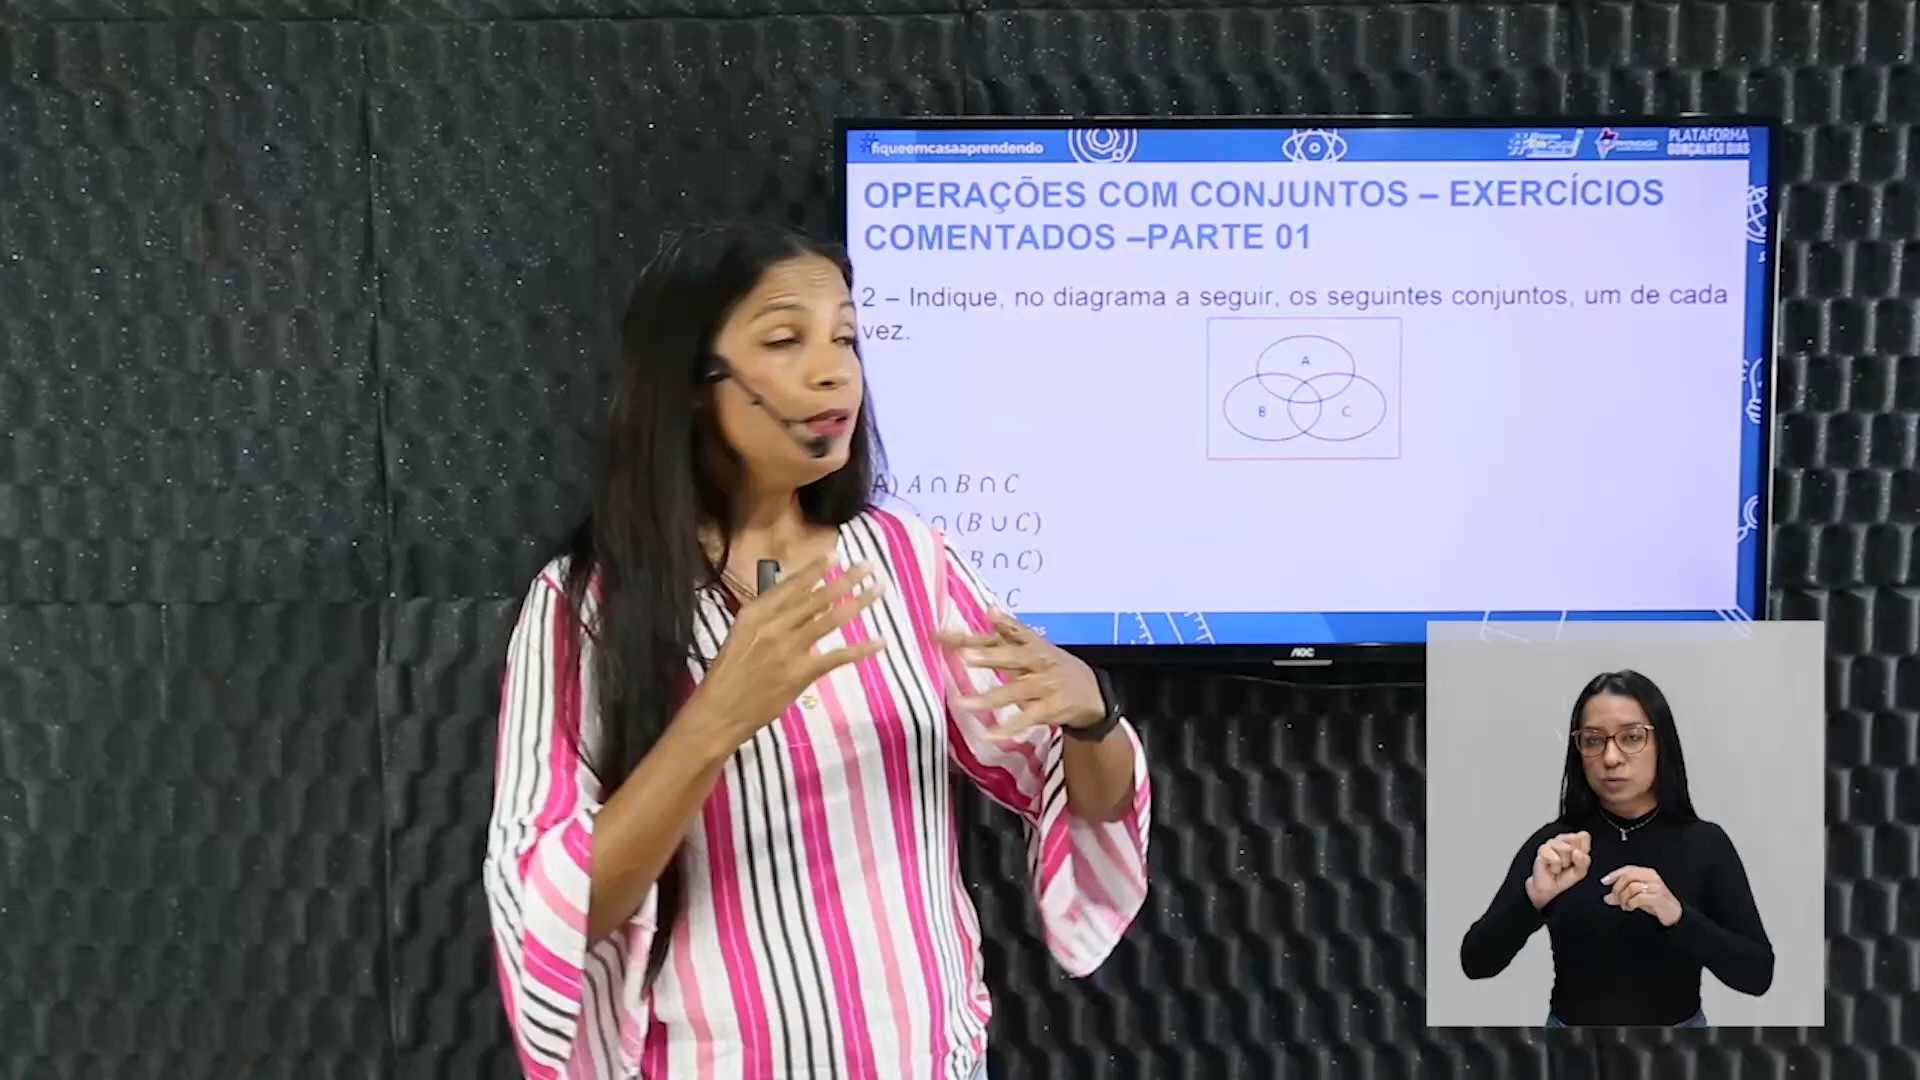 #fiqueemcasaaprendendo
PLATAFORMA
GONÇALVES DIAS
OPERAÇÕES COM CONJUNTOS – EXERCÍCIOS
COMENTADOS –PARTE 01
2 – Indique, no diagrama a seguir, os seguintes conjuntos, um de cada
vez.
A
B
C
A) A ∩ B ∩ C
∩ (B ∪ C)
(B ∩ C)
C
AOC